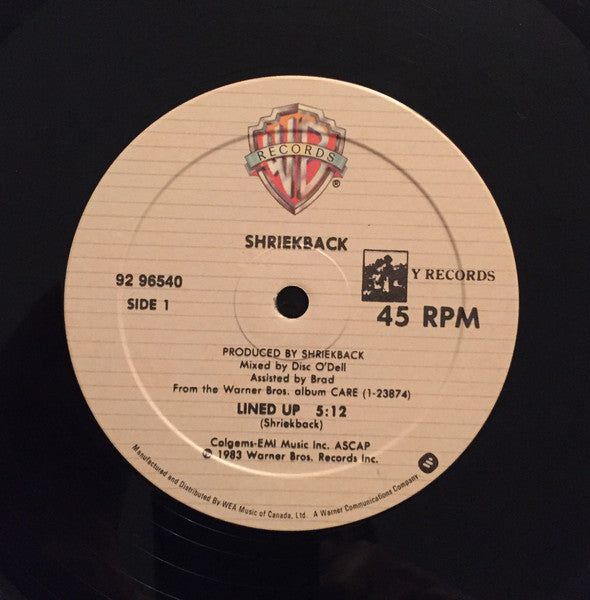 WB
RECORDS
®
SHRIEKBACK
92 96540
SIDE 1
Y RECORDS
45 RPM
PRODUCED BY SHRIEKBACK
Mixed by Disc O'Dell
Assisted by Brad
From the Warner Bros. album CARE (1-23874)
LINED UP 5:12
(Shriekback)
Colgems-EMI Music Inc. ASCAP
© 1983 Warner Bros. Records Inc.
Manufactured and Distributed By WEA Music of Canada, Ltd. A Warner Communications Company